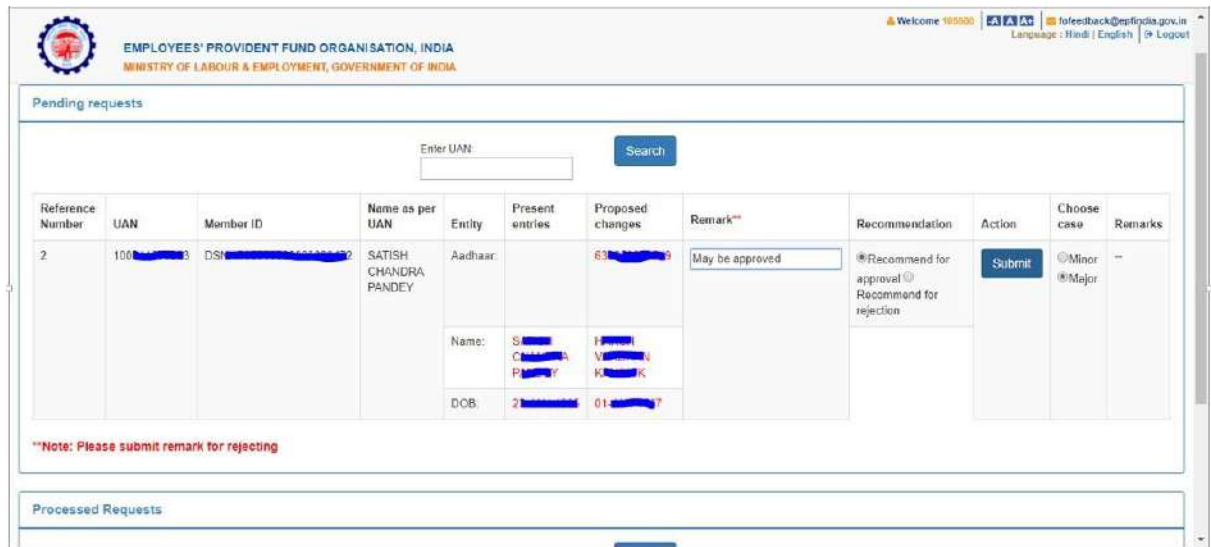 Welcome 105500 -A A A+ fofeedback@epfindia.gov.in
Language : Hindi | English Logout
EMPLOYEES' PROVIDENT FUND ORGANISATION, INDIA
MINISTRY OF LABOUR & EMPLOYMENT, GOVERNMENT OF INDIA
Pending requests
Enter UAN:
Search
Reference Number UAN Member ID Name as per UAN Entity Present entries Proposed changes Remark** Recommendation Action Choose case Remarks
2 SATISH CHANDRA PANDEY Aadhaar: May be approved Recommend for approval Recommend for rejection Submit Minor Major --
Name:
DOB:
**Note: Please submit remark for rejecting
Processed Requests